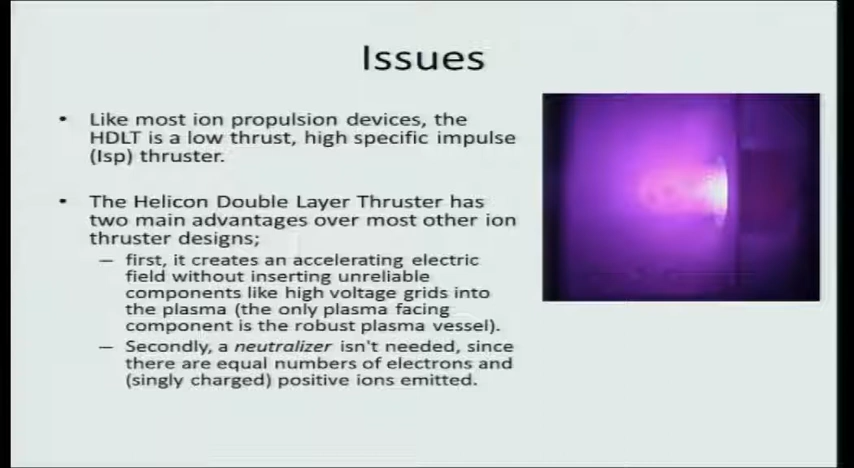 Issues
• Like most ion propulsion devices, the
HDLT is a low thrust, high specific impulse
(Isp) thruster.
• The Helicon Double Layer Thruster has
two main advantages over most other ion
thruster designs;
– first, it creates an accelerating electric
field without inserting unreliable
components like high voltage grids into
the plasma (the only plasma facing
component is the robust plasma vessel).
– Secondly, a neutralizer isn't needed, since
there are equal numbers of electrons and
(singly charged) positive ions emitted.